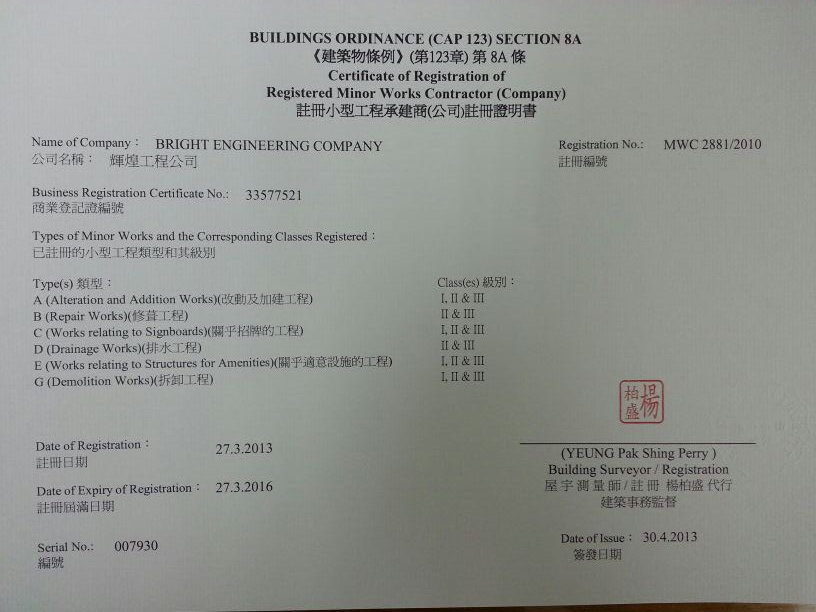 BUILDINGS ORDINANCE (CAP 123) SECTION 8A
《建築物條例》(第123章) 第 8A 條
Certificate of Registration of
Registered Minor Works Contractor (Company)
註冊小型工程承建商(公司)註冊證明書
Name of Company： BRIGHT ENGINEERING COMPANY
公司名稱： 輝煌工程公司
Registration No.: MWC 2881/2010
註冊編號
Business Registration Certificate No.: 33577521
商業登記證編號
Types of Minor Works and the Corresponding Classes Registered：
已註冊的小型工程類型和其級別
Type(s) 類型： Class(es) 級別：
A (Alteration and Addition Works)(改動及加建工程) I, II & III
B (Repair Works)(修葺工程) II & III
C (Works relating to Signboards)(關乎招牌的工程) I, II & III
D (Drainage Works)(排水工程) II & III
E (Works relating to Structures for Amenities)(關乎適意設施的工程) I, II & III
G (Demolition Works)(拆卸工程) I, II & III
楊柏盛
Date of Registration： 27.3.2013
註冊日期
Date of Expiry of Registration： 27.3.2016
註冊屆滿日期
Serial No.: 007930
編號
(YEUNG Pak Shing Perry )
Building Surveyor / Registration
屋宇測量師/註冊 楊柏盛代行
建築事務監督
Date of Issue： 30.4.2013
簽發日期